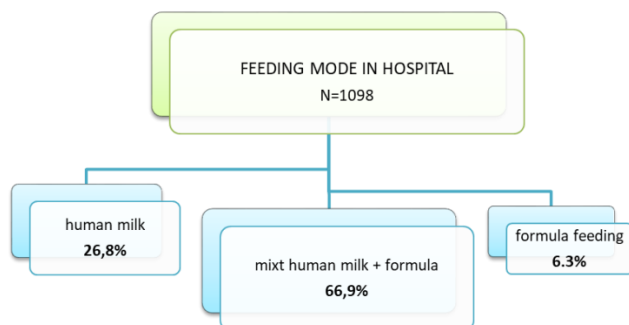 FEEDING MODE IN HOSPITAL
N=1098
human milk
26,8%
mixt human milk + formula
66,9%
formula feeding
6.3%